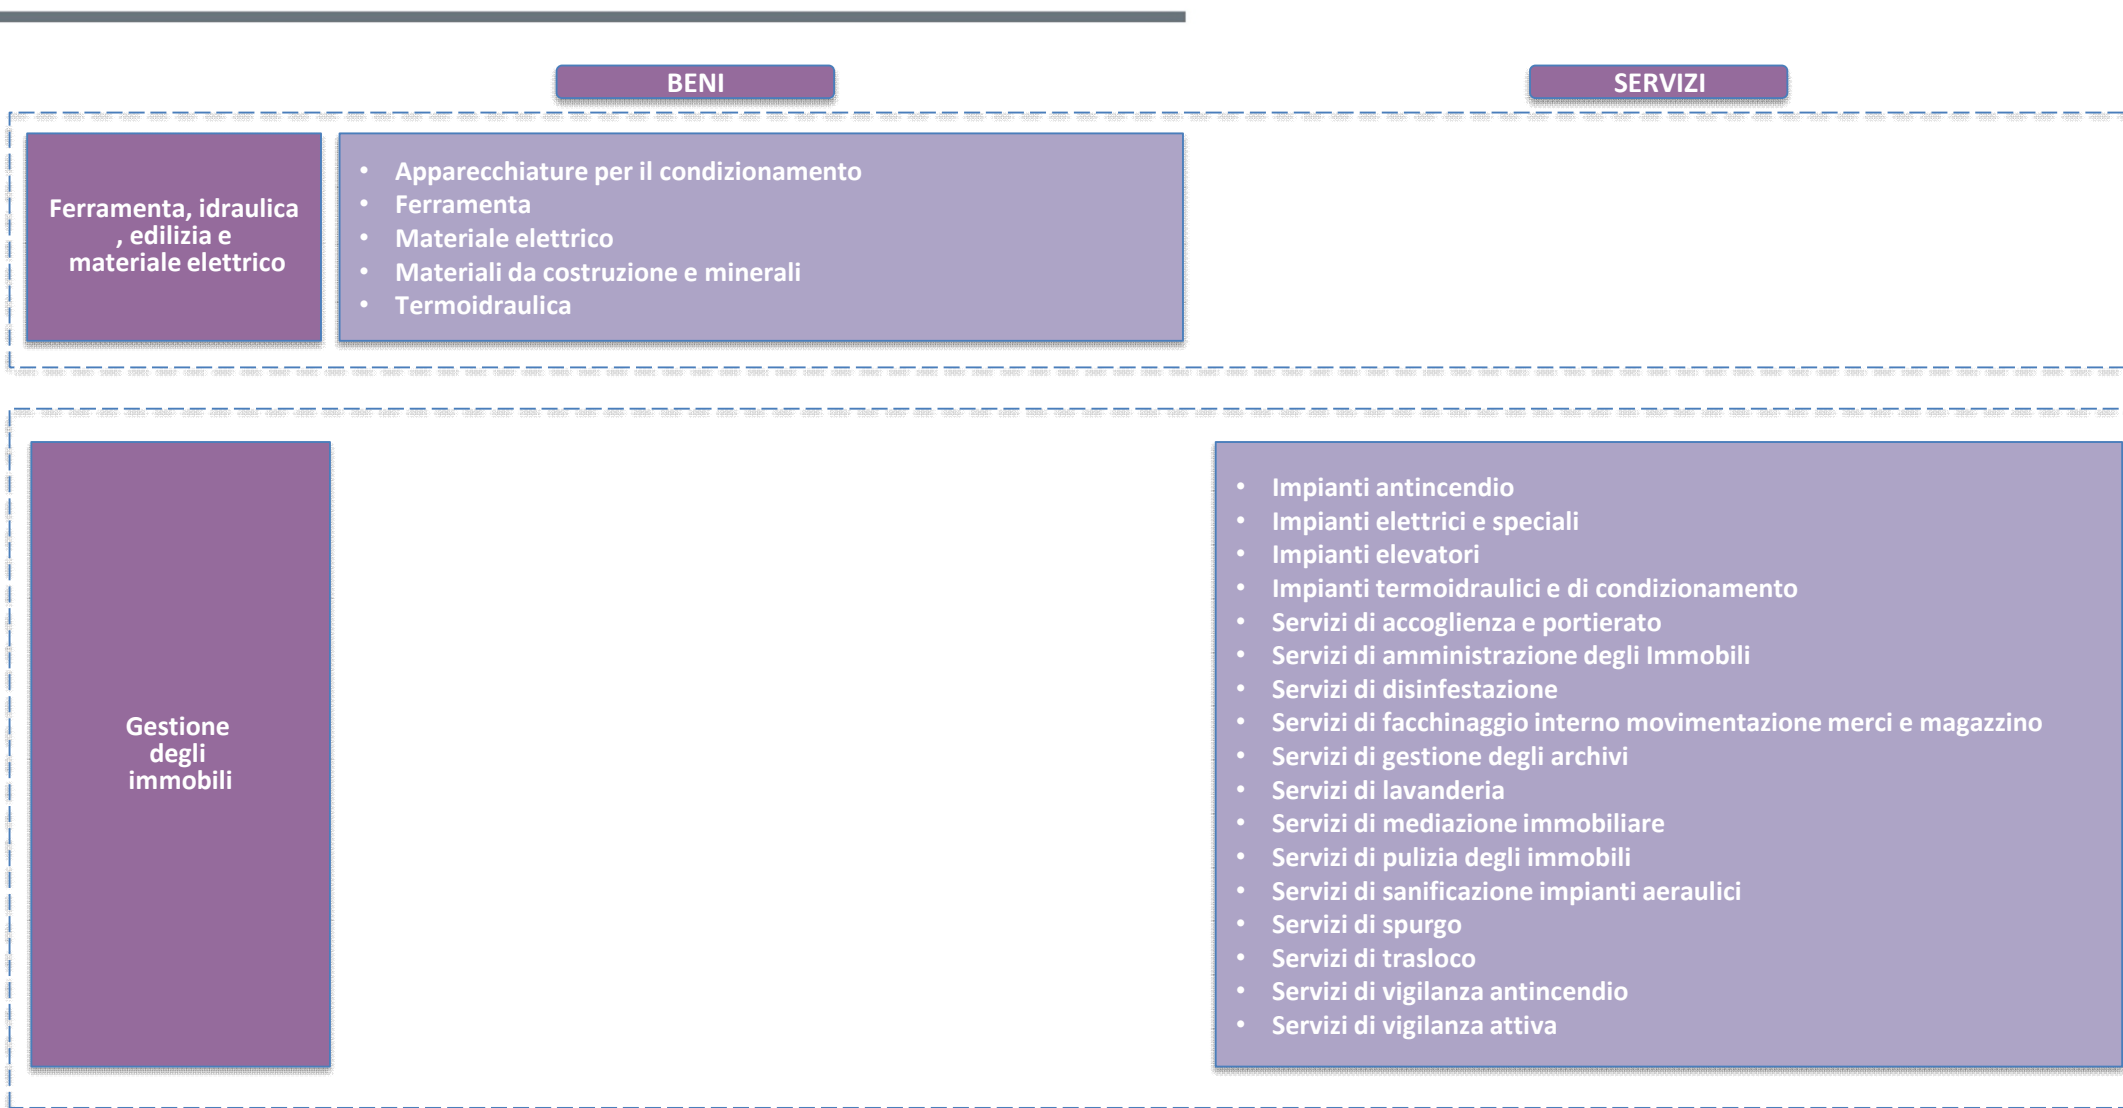 BENI
SERVIZI
Ferramenta, idraulica
, edilizia e
materiale elettrico
• Apparecchiature per il condizionamento
• Ferramenta
• Materiale elettrico
• Materiali da costruzione e minerali
• Termoidraulica
Gestione
degli
immobili
• Impianti antincendio
• Impianti elettrici e speciali
• Impianti elevatori
• Impianti termoidraulici e di condizionamento
• Servizi di accoglienza e portierato
• Servizi di amministrazione degli Immobili
• Servizi di disinfestazione
• Servizi di facchinaggio interno movimentazione merci e magazzino
• Servizi di gestione degli archivi
• Servizi di lavanderia
• Servizi di mediazione immobiliare
• Servizi di pulizia degli immobili
• Servizi di sanificazione impianti aeraulici
• Servizi di spurgo
• Servizi di trasloco
• Servizi di vigilanza antincendio
• Servizi di vigilanza attiva